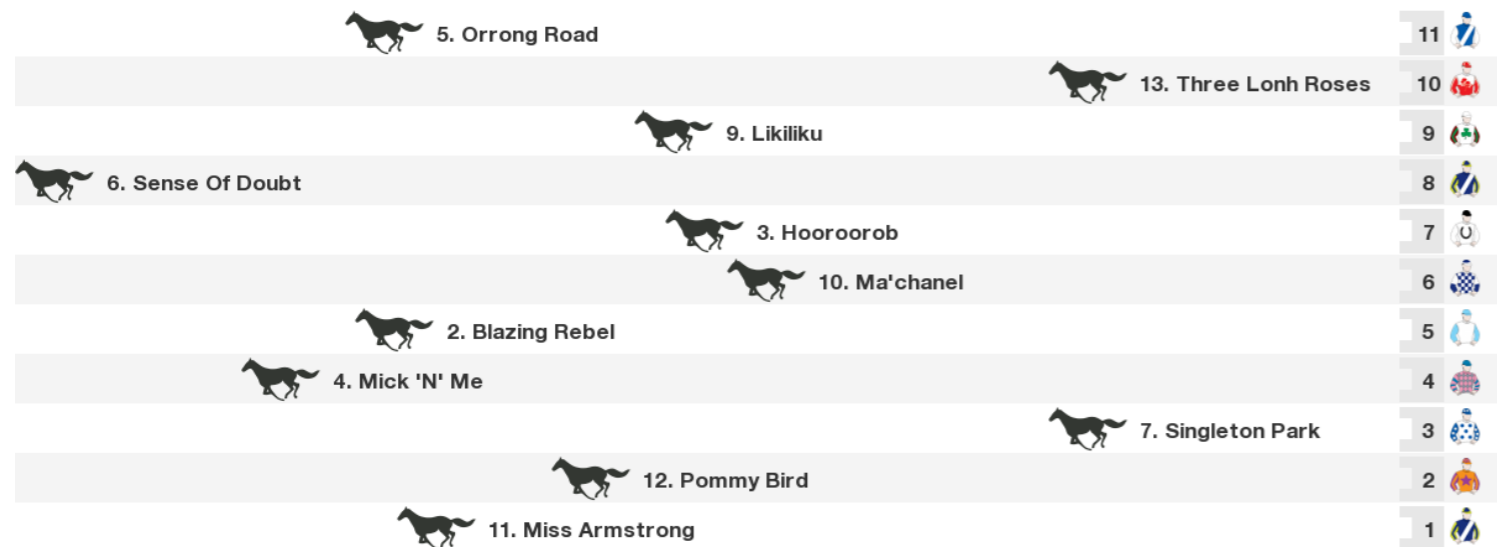 5. Orrong Road 11
13. Three Lonh Roses 10
9. Likiliku 9
6. Sense Of Doubt 8
3. Hooroorob 7
10. Ma'chanel 6
2. Blazing Rebel 5
4. Mick 'N' Me 4
7. Singleton Park 3
12. Pommy Bird 2
11. Miss Armstrong 1